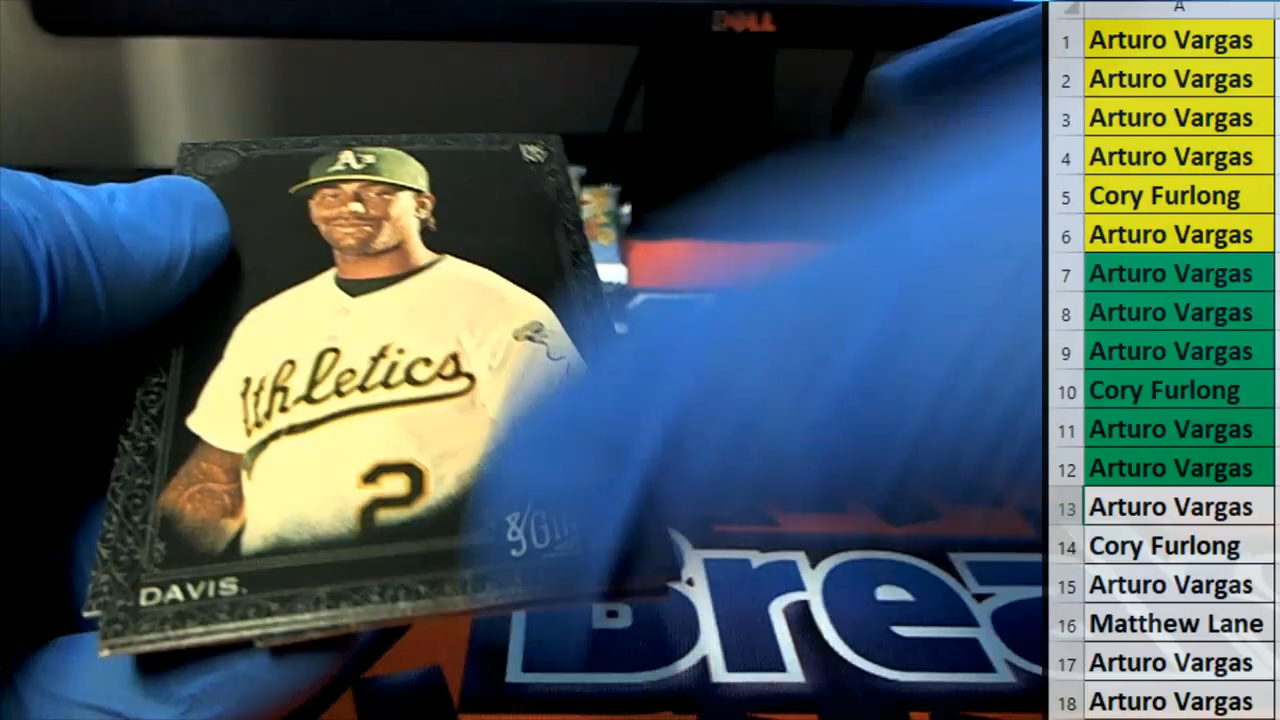 DELL
A's
Athletics
2
& GIN
DAVIS.
Brea
A
1 Arturo Vargas
2 Arturo Vargas
3 Arturo Vargas
4 Arturo Vargas
5 Cory Furlong
6 Arturo Vargas
7 Arturo Vargas
8 Arturo Vargas
9 Arturo Vargas
10 Cory Furlong
11 Arturo Vargas
12 Arturo Vargas
13 Arturo Vargas
14 Cory Furlong
15 Arturo Vargas
16 Matthew Lane
17 Arturo Vargas
18 Arturo Vargas